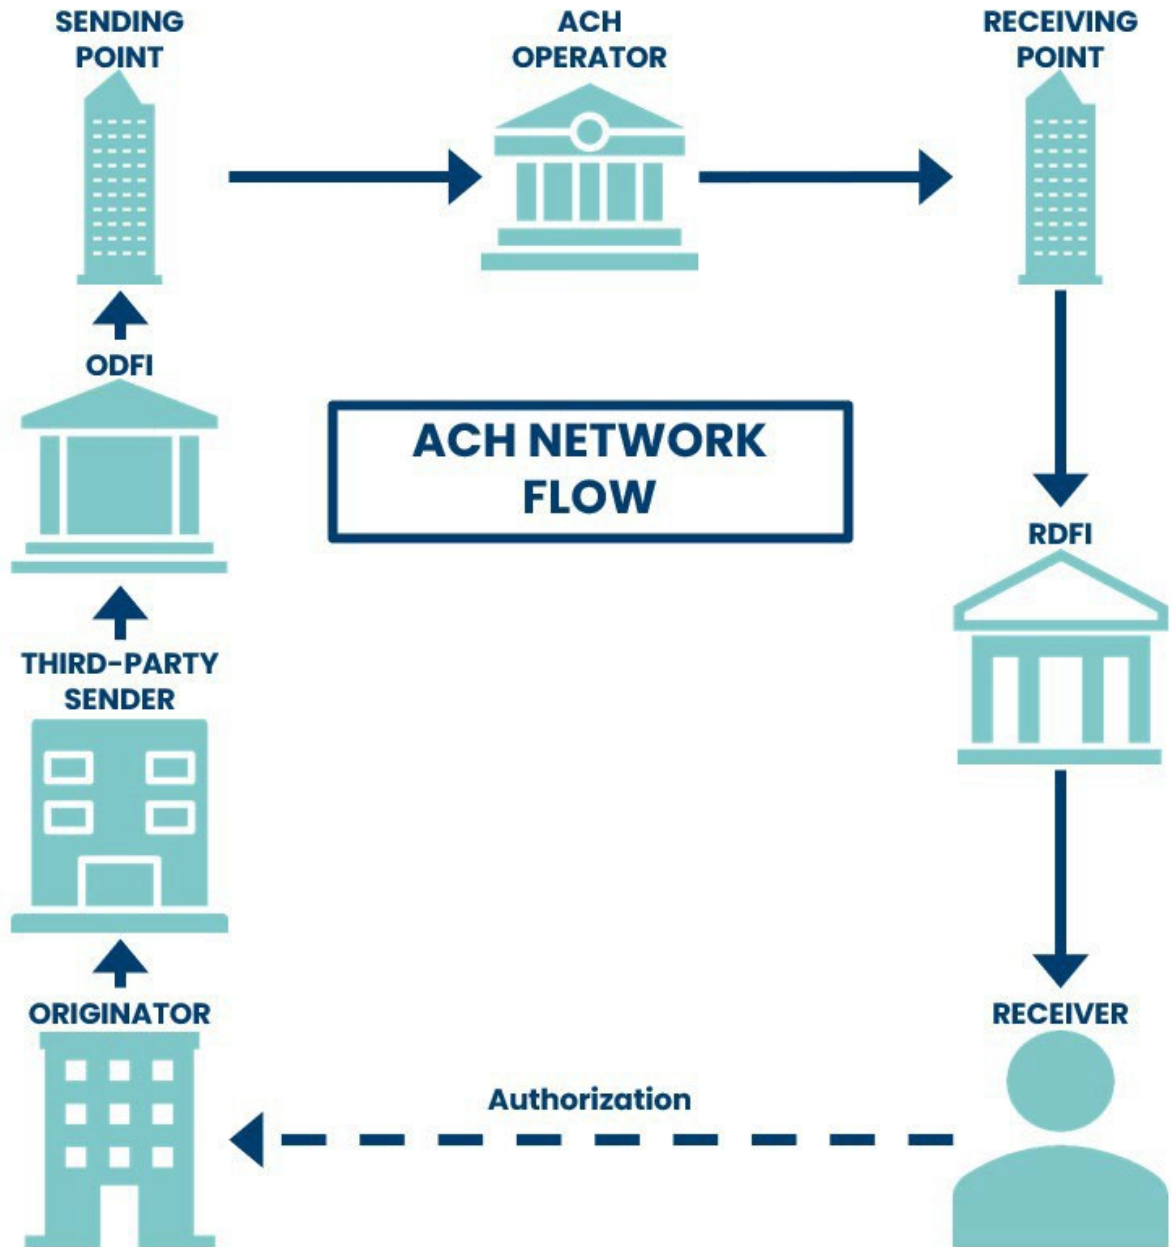 SENDING
POINT
ACH
OPERATOR
RECEIVING
POINT
ODFI
ACH NETWORK
FLOW
RDFI
THIRD-PARTY
SENDER
ORIGINATOR
RECEIVER
Authorization